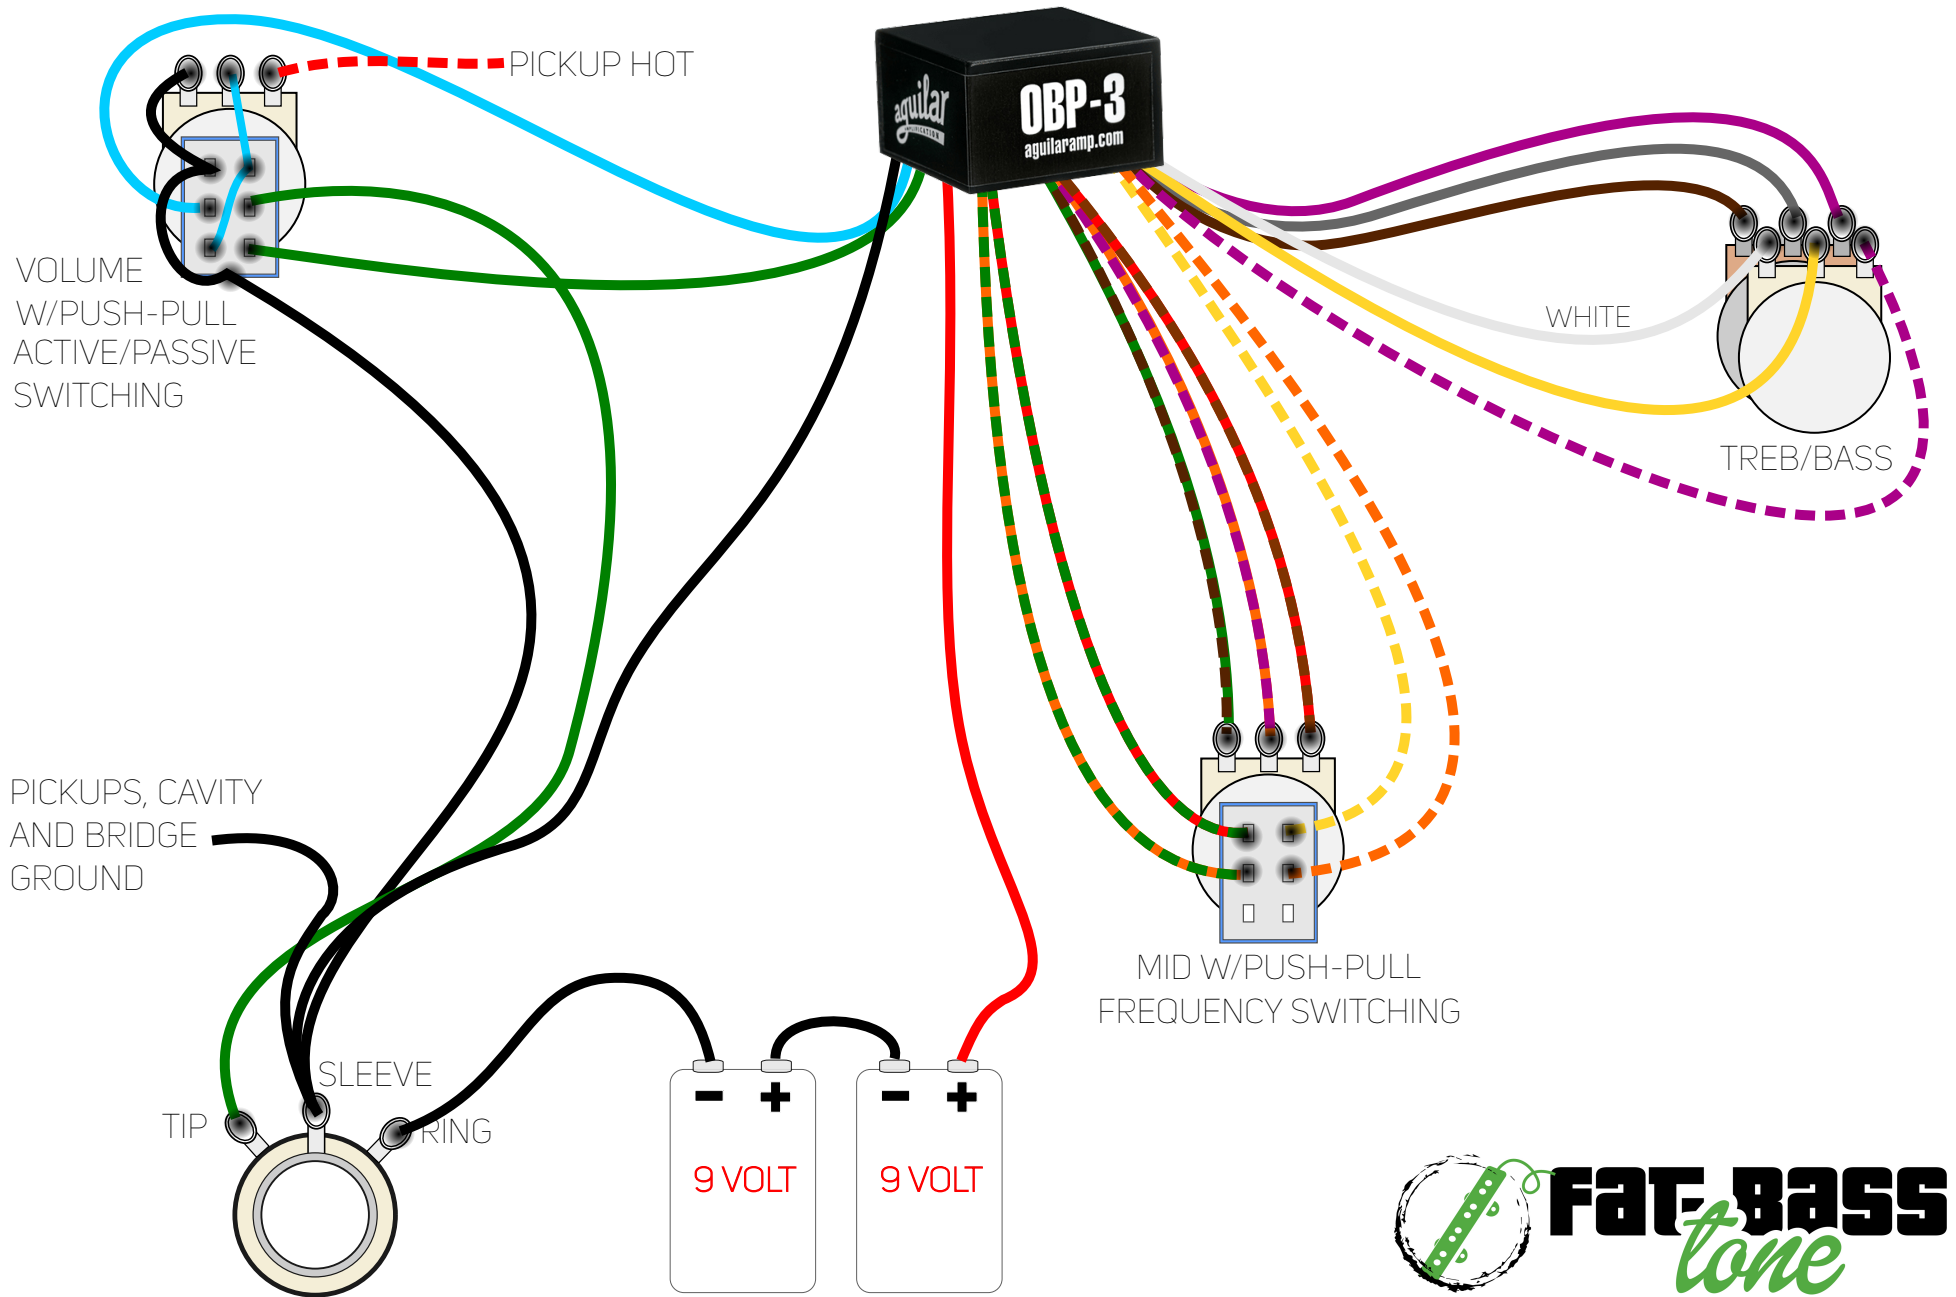 PICKUP HOT
aguilar
AMPLIFICATION
OBP-3
aguilaramp.com
VOLUME
W/PUSH-PULL
ACTIVE/PASSIVE
SWITCHING
WHITE
TREB/BASS
PICKUPS, CAVITY
AND BRIDGE
GROUND
MID W/PUSH-PULL
FREQUENCY SWITCHING
SLEEVE
TIP
RING
- +
- +
9 VOLT
9 VOLT
FAT-BASS
tone